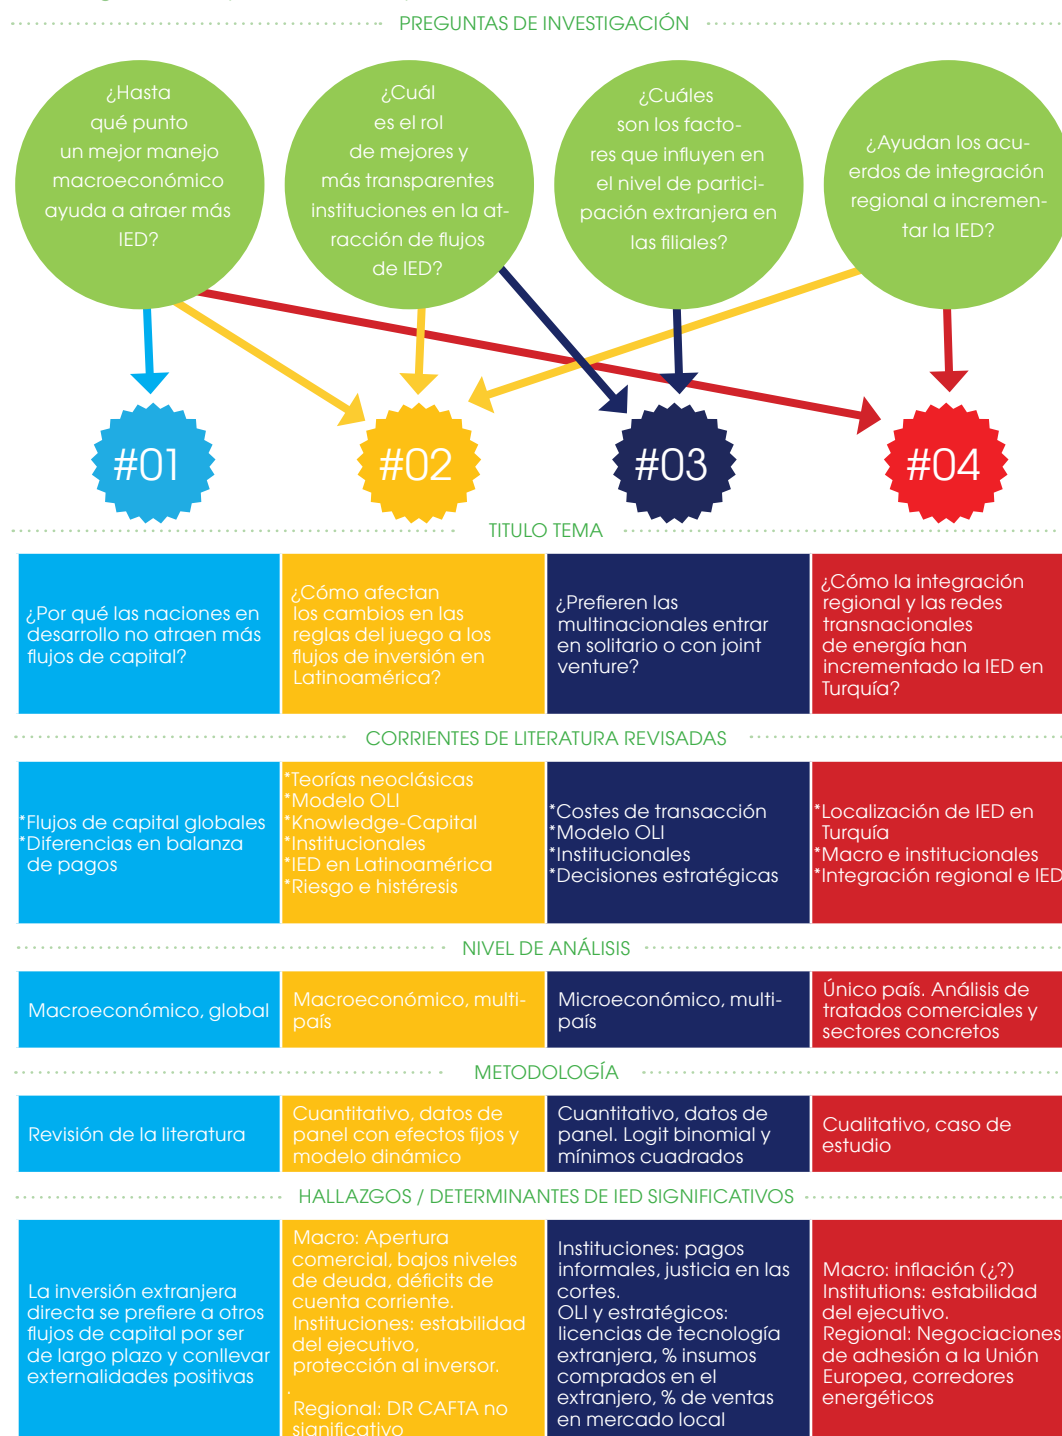 PREGUNTAS DE INVESTIGACIÓN
¿Hasta
qué punto
un mejor manejo
macroeconómico
ayuda a atraer más
IED?
¿Cuál
es el rol
de mejores y
más transparentes
instituciones en la at-
racción de flujos
de IED?
¿Cuáles
son los facto-
res que influyen en
el nivel de partici-
pación extranjera en
las filiales?
¿Ayudan los acu-
erdos de integración
regional a incremen-
tar la IED?
#01
#02
#03
#04
TITULO TEMA
¿Por qué las naciones en
desarrollo no atraen más
flujos de capital?
¿Cómo afectan
los cambios en las
reglas del juego a los
flujos de inversión en
Latinoamérica?
¿Prefieren las
multinacionales entrar
en solitario o con joint
venture?
¿Cómo la integración
regional y las redes
transnacionales
de energía han
incrementado la IED en
Turquía?
CORRIENTES DE LITERATURA REVISADAS
*Flujos de capital globales
*Diferencias en balanza
de pagos
*Teorías neoclásicas
*Modelo OLI
*Knowledge-Capital
*Institucionales
*IED en Latinoamérica
*Riesgo e histéresis
*Costes de transacción
*Modelo OLI
*Institucionales
*Decisiones estratégicas
*Localización de IED en
Turquía
*Macro e institucionales
*Integración regional e IED
NIVEL DE ANÁLISIS
Macroeconómico, global
Macroeconómico, multi-
país
Microeconómico, multi-
país
Único país. Análisis de
tratados comerciales y
sectores concretos
METODOLOGÍA
Revisión de la literatura
Cuantitativo, datos de
panel con efectos fijos y
modelo dinámico
Cuantitativo, datos de
panel. Logit binomial y
mínimos cuadrados
Cualitativo, caso de
estudio
HALLAZGOS / DETERMINANTES DE IED SIGNIFICATIVOS
La inversión extranjera
directa se prefiere a otros
flujos de capital por ser
de largo plazo y conllevar
externalidades positivas
Macro: Apertura
comercial, bajos niveles
de deuda, déficits de
cuenta corriente.
Instituciones: estabilidad
del ejecutivo,
protección al inversor.
.
Regional: DR CAFTA no
significativo
Instituciones: pagos
informales, justicia en las
cortes.
OLI y estratégicos:
licencias de tecnología
extranjera, % insumos
comprados en el
extranjero, % de ventas
en mercado local
Macro: inflación (¿?)
Institutions: estabilidad
del ejecutivo.
Regional: Negociaciones
de adhesión a la Unión
Europea, corredores
energéticos